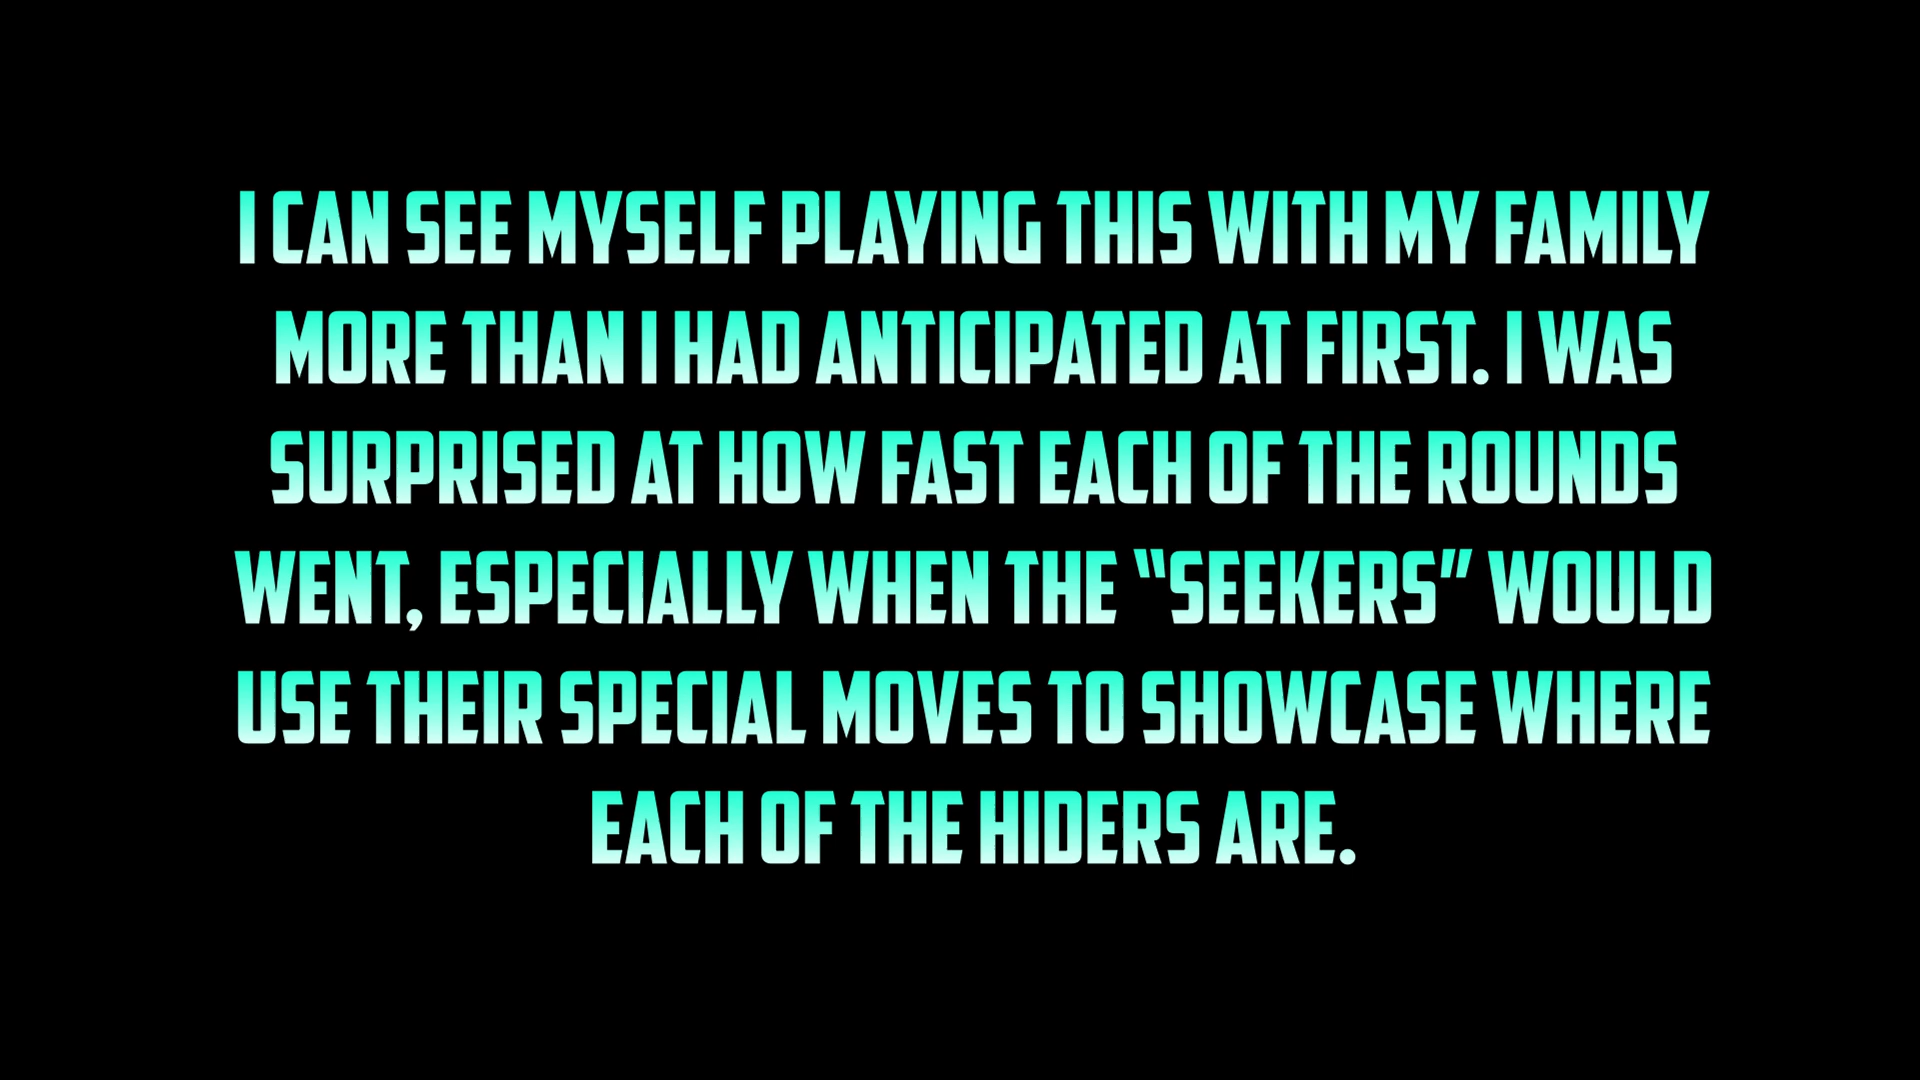 I CAN SEE MYSELF PLAYING THIS WITH MY FAMILY
MORE THAN I HAD ANTICIPATED AT FIRST. I WAS
SURPRISED AT HOW FAST EACH OF THE ROUNDS
WENT, ESPECIALLY WHEN THE “SEEKERS” WOULD
USE THEIR SPECIAL MOVES TO SHOWCASE WHERE
EACH OF THE HIDERS ARE.